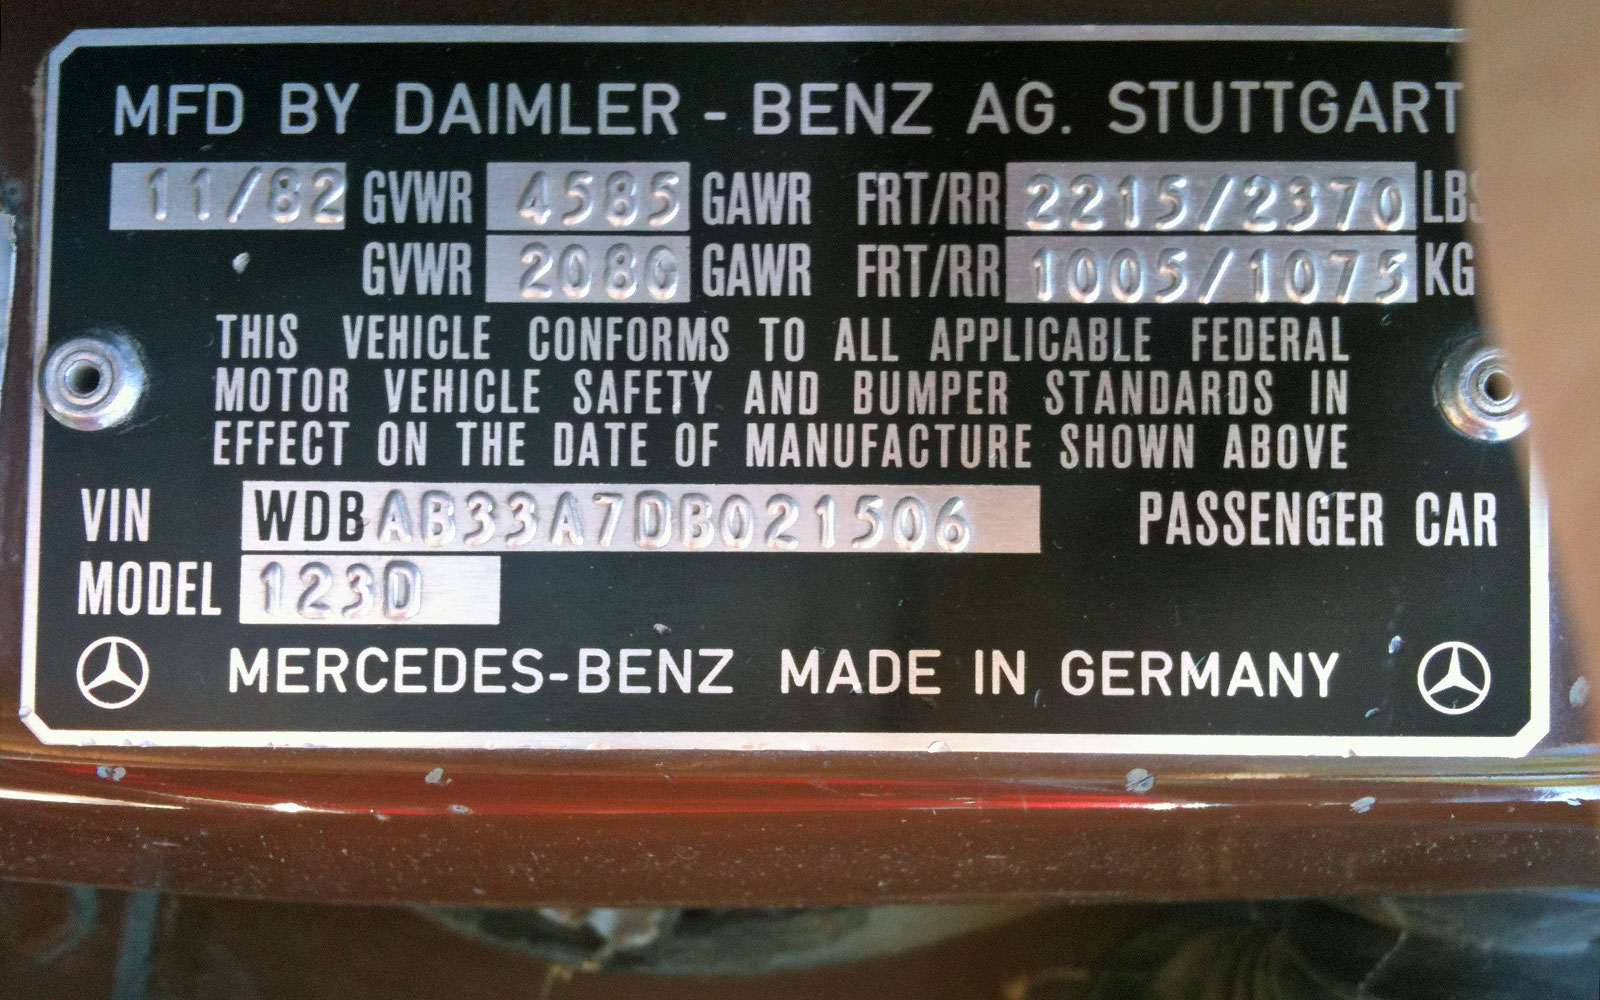 MFD BY DAIMLER - BENZ AG. STUTTGART
11/82 GVWR 4585 GAWR FRT/RR 2215/2370 LBS
GVWR 2080 GAWR FRT/RR 1005/1075 KG
THIS VEHICLE CONFORMS TO ALL APPLICABLE FEDERAL
MOTOR VEHICLE SAFETY AND BUMPER STANDARDS IN
EFFECT ON THE DATE OF MANUFACTURE SHOWN ABOVE
VIN WDBAB33A7DB021506 PASSENGER CAR
MODEL 123D
MERCEDES-BENZ MADE IN GERMANY